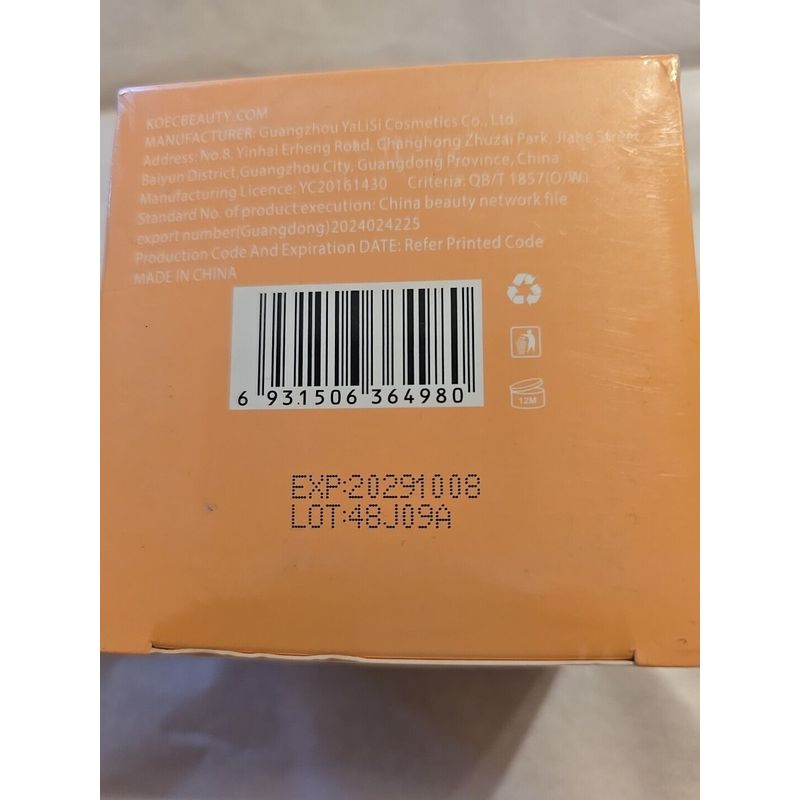 KOECBEAUTY.COM
MANUFACTURER: Guangzhou YaLiSi Cosmetics Co., Ltd.
Address: No.8, Yinhai Erheng Road, Changhong Zhuzai Park, Jiahe Street,
Baiyun District,Guangzhou City, Guangdong Province, China
Manufacturing Licence: YC20161430 Criteria: QB/T 1857(O/W)
Standard No. of product execution: China beauty network file
export number(Guangdong)2024024225
Production Code And Expiration DATE: Refer Printed Code
MADE IN CHINA
6 931506 364980
12M
EXP:20291008
LOT:48J09A